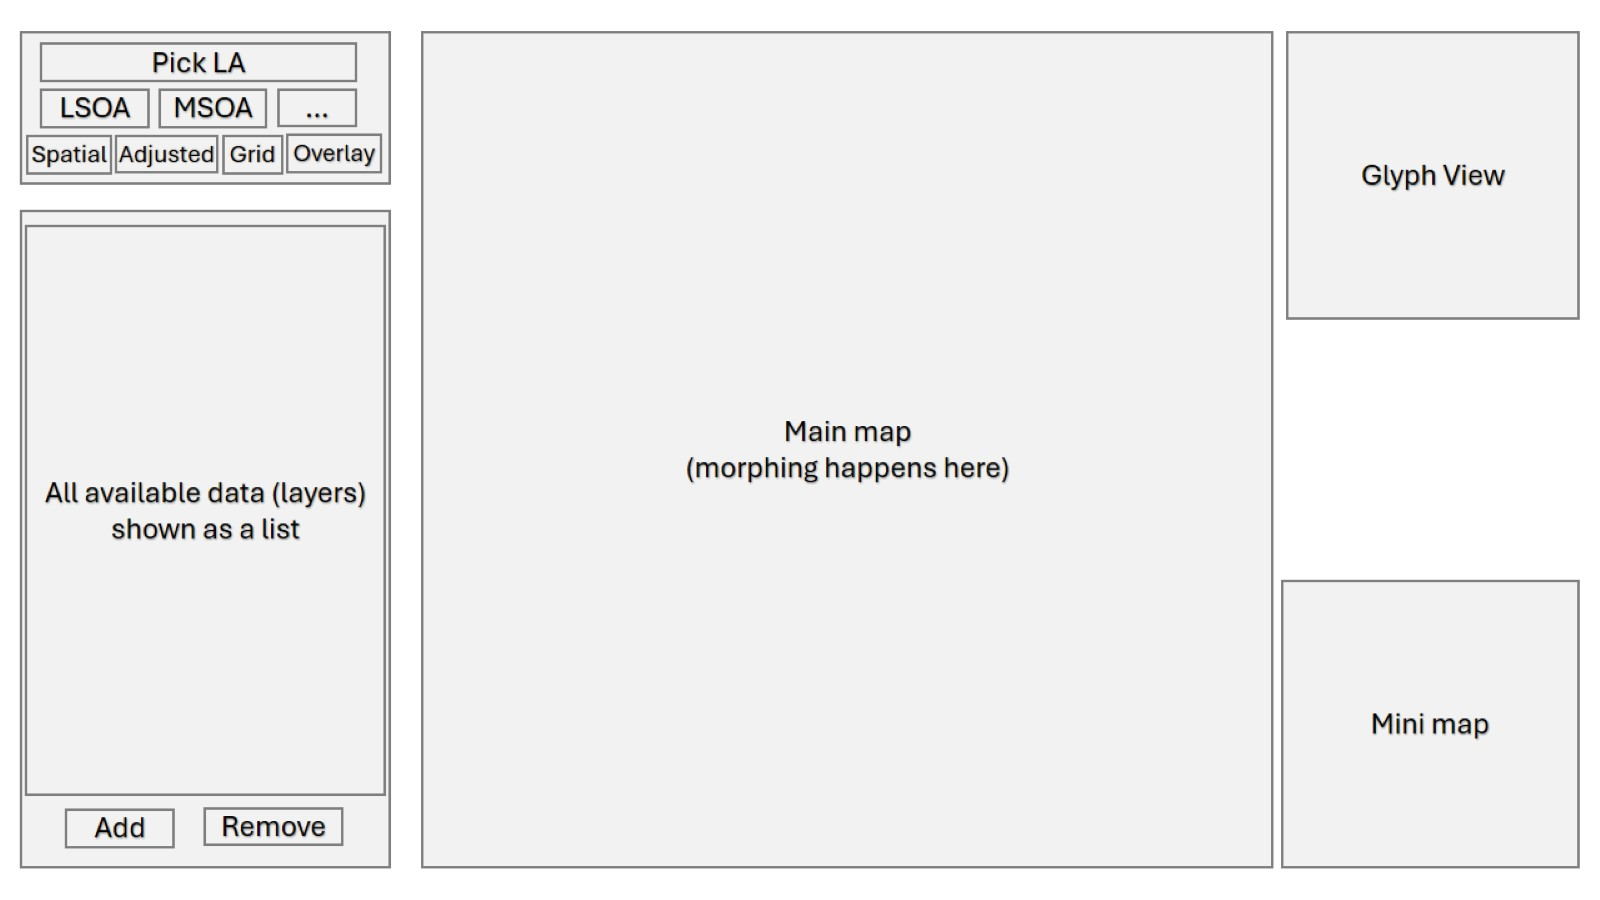 Pick LA
LSOA
MSOA
...
Spatial
Adjusted
Grid
Overlay
All available data (layers)
shown as a list
Add
Remove
Main map
(morphing happens here)
Glyph View
Mini map